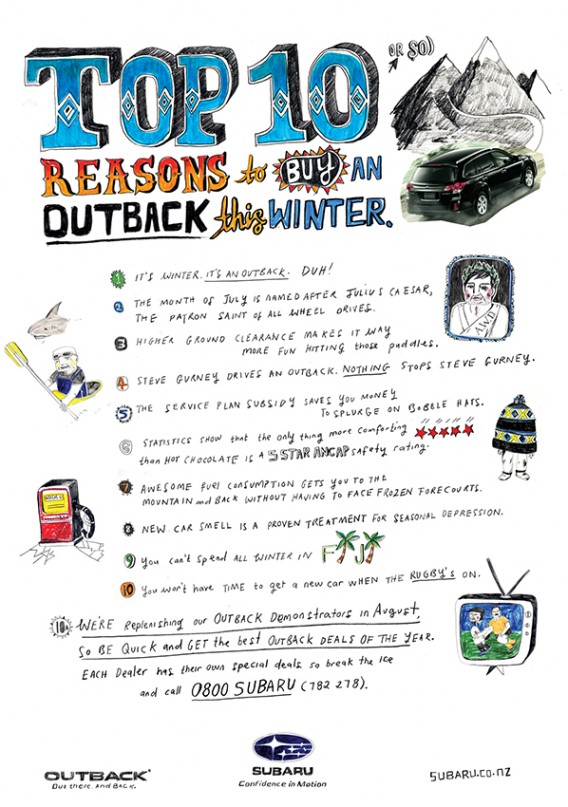 TOP 10
OR SO)
REASONS to BUY AN
OUTBACK this WINTER.
1 IT'S WINTER. IT'S AN OUTBACK. DUH!
2 THE MONTH OF JULY IS NAMED AFTER JULIUS CAESAR,
THE PATRON SAINT OF ALL WHEEL DRIVES.
AWD
3 HIGHER GROUND CLEARANCE MAKES IT WAY
MORE FUN HITTING those puddles.
4 STEVE GURNEY DRIVES AN OUTBACK. NOTHING STOPS STEVE GURNEY.
5 THE SERVICE PLAN SUBSIDY SAVES YOU MONEY
TO SPLURGE ON BOBBLE HATS.
6 STATISTICS SHOW that the only thing more comforting
than HOT CHOCOLATE IS A 5 STAR ANCAP safety rating.
7 AWESOME FUEL CONSUMPTION GETS YOU TO THE
MOUNTAIN and BACK WITHOUT HAVING TO FACE FROZEN FORECOURTS.
8 NEW CAR SMELL IS A PROVEN TREATMENT FOR SEASONAL DEPRESSION.
9 You can't spend ALL WINTER IN FIJI
10 You won't have TIME to get a new car WHEN THE RUGBY's ON.
10½ WE'RE Replenishing our OUTBACK Demonstrators in August,
So BE Quick and GET the best OUTBACK DEALS OF THE YEAR.
EACH Dealer has their own special deals so break the ice
and call 0800 SUBARU (782 278).
OUTBACK
Out there. And Back.
SUBARU
Confidence in Motion
SUBARU.CO.NZ